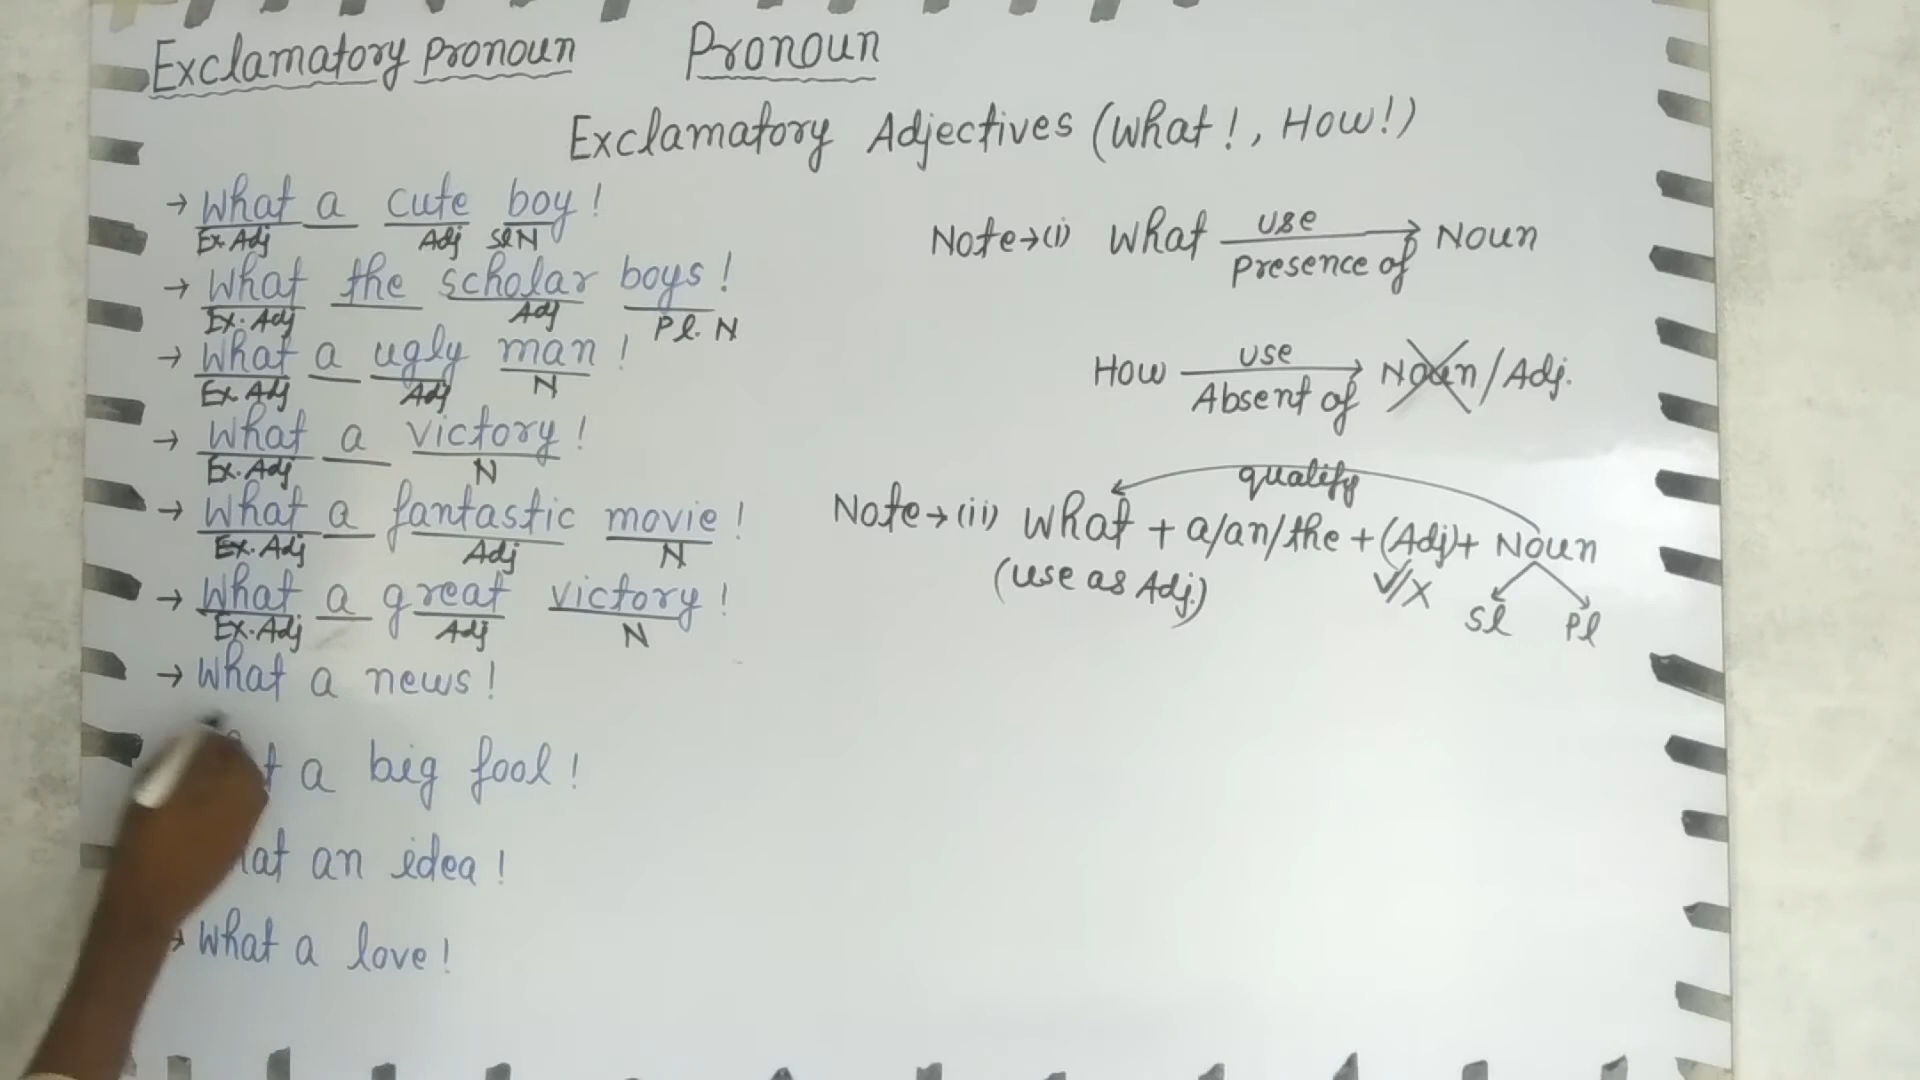 Exclamatory Pronoun
Pronoun
Exclamatory Adjectives (What!, How!)
→ What a cute boy!
Ex. Adj Adj Sl N
→ What the scholar boys!
Ex. Adj Adj Pl. N
→ What a ugly man!
Ex. Adj Adj N
→ What a victory!
Ex. Adj N
→ What a fantastic movie!
Ex. Adj Adj N
→ What a great victory!
Ex. Adj Adj N
→ What a news!
a big fool!
an idea!
→ What a love!
Note→(i) What use Noun
Presence of
How use Noun/Adj.
Absent of
qualify
Note→(ii) What + a/an/the + (Adj)+ Noun
(use as Adj.) ✓/x Sl Pl